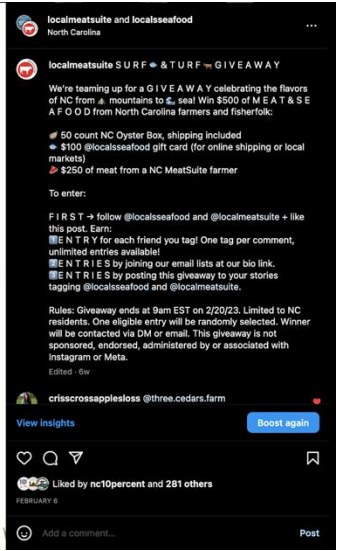 localmeatsuite and localsseafood
North Carolina
localmeatsuite S U R F 🐟 & T U R F 🐂 G I V E A W A Y
We're teaming up for a G I V E A W A Y celebrating the flavors
of NC from ⛰️ mountains to 🌊 sea! Win $500 of M E A T & S E
A F O O D from North Carolina farmers and fisherfolk:
🦪 50 count NC Oyster Box, shipping included
🐟 $100 @localsseafood gift card (for online shipping or local
markets)
🥩 $250 of meat from a NC MeatSuite farmer
To enter:
F I R S T → follow @localsseafood and @localmeatsuite + like
this post. Earn:
1️⃣E N T R Y for each friend you tag! One tag per comment,
unlimited entries available!
2️⃣E N T R I E S by joining our email lists at our bio link.
3️⃣E N T R I E S by posting this giveaway to your stories
tagging @localsseafood and @localmeatsuite.
Rules: Giveaway ends at 9am EST on 2/20/23. Limited to NC
residents. One eligible entry will be randomly selected. Winner
will be contacted via DM or email. This giveaway is not
sponsored, endorsed, administered by or associated with
Instagram or Meta.
Edited · 6w
crisscrossapplesloss @three.cedars.farm
View insights
Boost again
Liked by nc10percent and 281 others
FEBRUARY 6
Add a comment...
Post